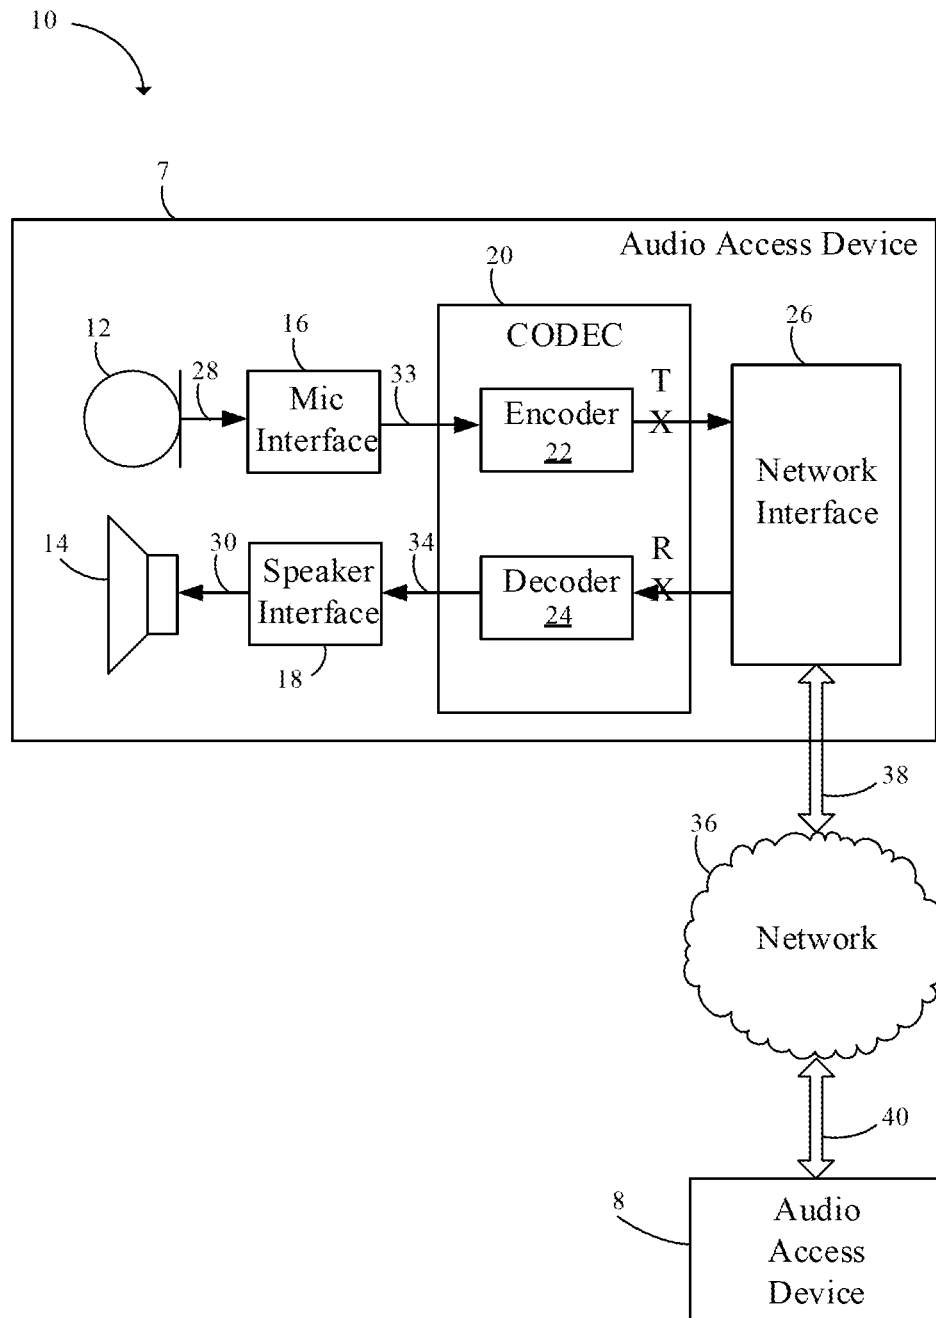 10
7
Audio Access Device
20
12
16
CODEC
26
28
Mic
Interface
33
Encoder
22
T
X
Network
Interface
14
30
Speaker
Interface
18
34
Decoder
24
R
X
38
36
Network
40
8
Audio
Access
Device